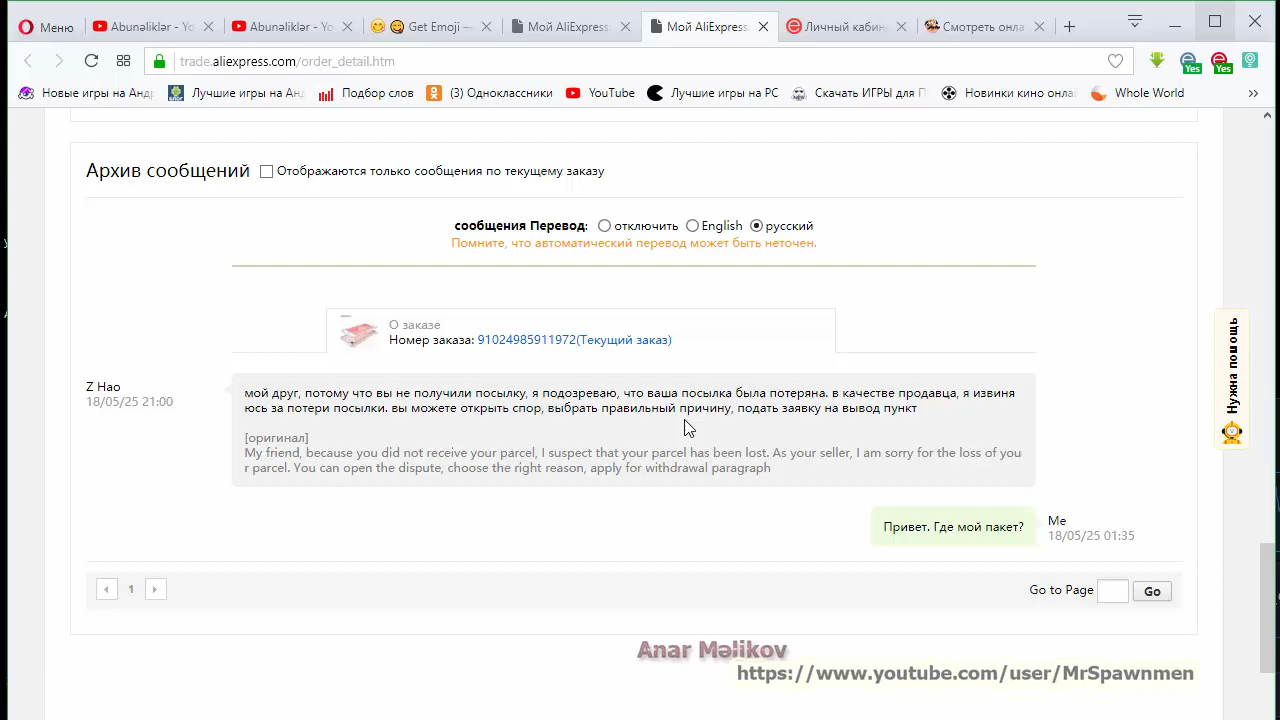 Меню
Abunəliklər - Yo
Abunəliklər - Yo
Get Emoji
Мой AliExpress:
Мой AliExpress:
Личный кабин
Смотреть онла
trade.aliexpress.com/order_detail.htm
Yes
Yes
Новые игры на Анд
Лучшие игры на Ан
Подбор слов
(3) Одноклассники
YouTube
Лучшие игры на PC
Скачать ИГРЫ для П
Новинки кино онла
Whole World
Архив сообщений
Отображаются только сообщения по текущему заказу
сообщения Перевод: отключить English русский
Помните, что автоматический перевод может быть неточен.
О заказе
Номер заказа: 91024985911972(Текущий заказ)
Z Hao
18/05/25 21:00
мой друг, потому что вы не получили посылку, я подозреваю, что ваша посылка была потеряна. в качестве продавца, я извиня
юсь за потери посылки. вы можете открыть спор, выбрать правильный причину, подать заявку на вывод пункт
[оригинал]
My friend, because you did not receive your parcel, I suspect that your parcel has been lost. As your seller, I am sorry for the loss of you
r parcel. You can open the dispute, choose the right reason, apply for withdrawal paragraph
Привет. Где мой пакет?
Me
18/05/25 01:35
1
Go to Page
Go
Нужна помощь
Anar Məlikov
https://www.youtube.com/user/MrSpawnmen